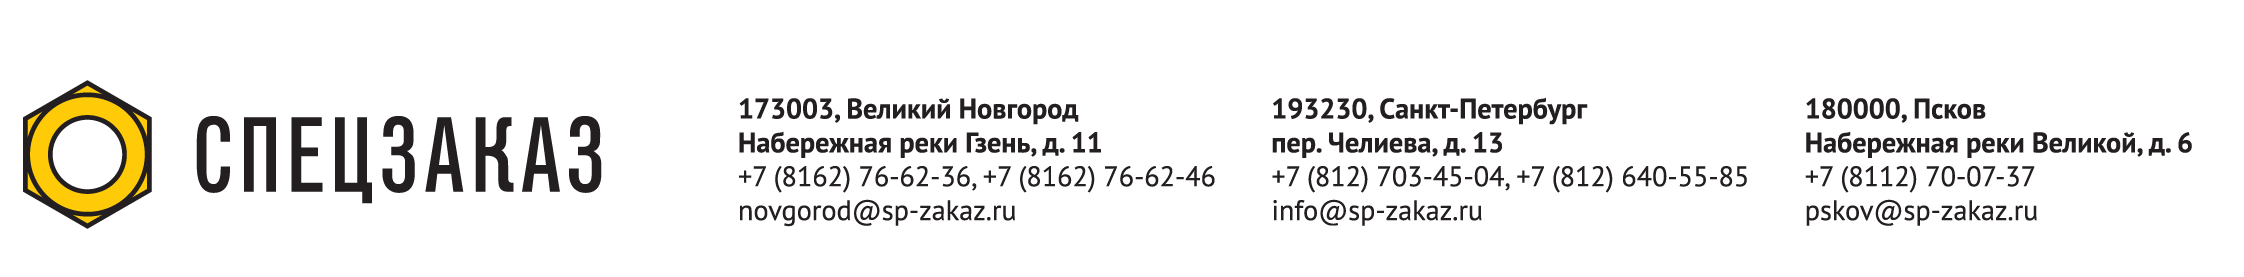 СПЕЦЗАКАЗ
173003, Великий Новгород
Набережная реки Гзень, д. 11
+7 (8162) 76-62-36, +7 (8162) 76-62-46
novgorod@sp-zakaz.ru
193230, Санкт-Петербург
пер. Челиева, д. 13
+7 (812) 703-45-04, +7 (812) 640-55-85
info@sp-zakaz.ru
180000, Псков
Набережная реки Великой, д. 6
+7 (8112) 70-07-37
pskov@sp-zakaz.ru